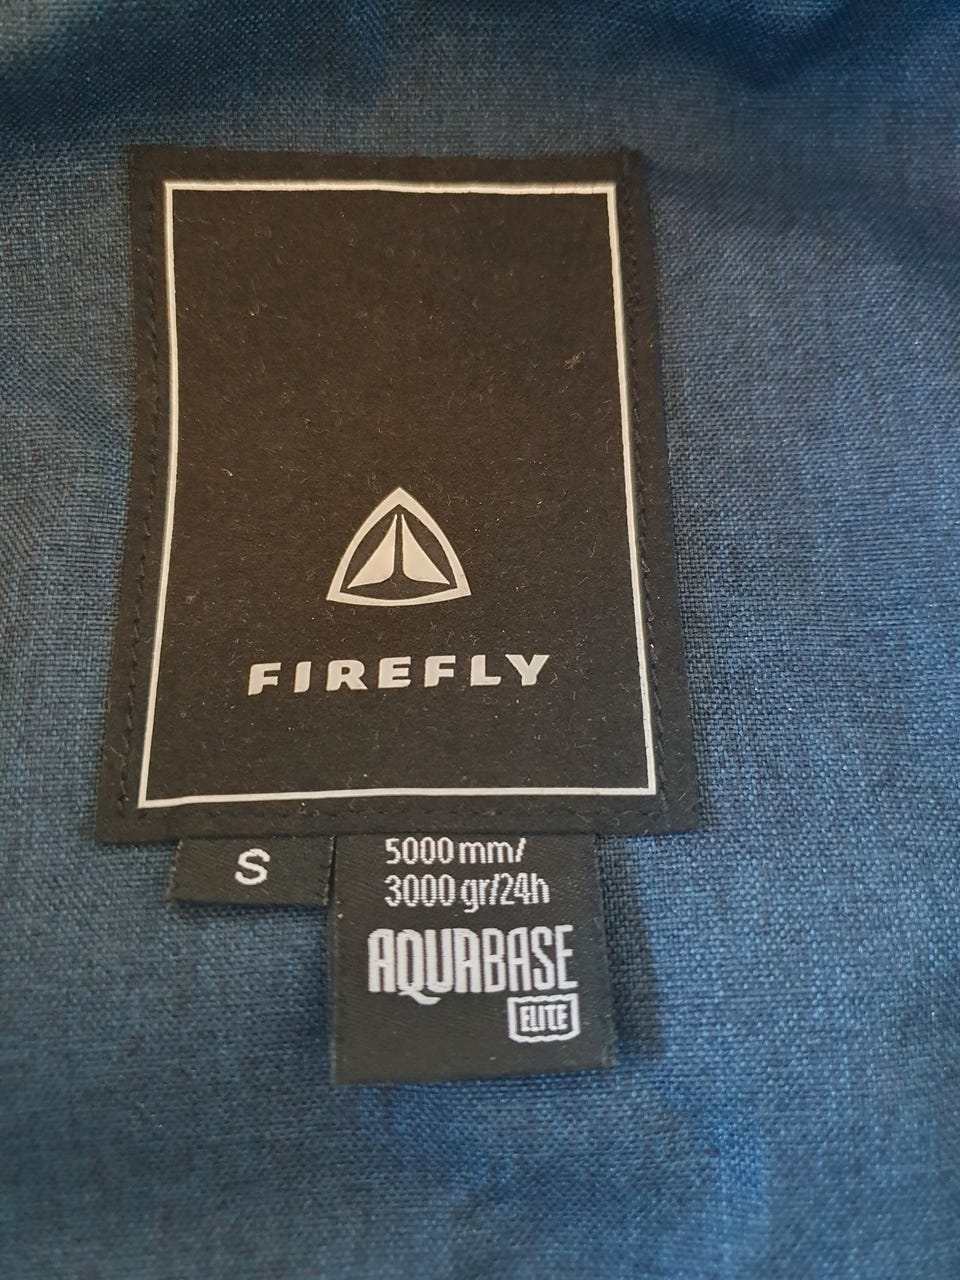 FIREFLY
S
5000 mm/
3000 gr/24h
AQUABASE
ELITE